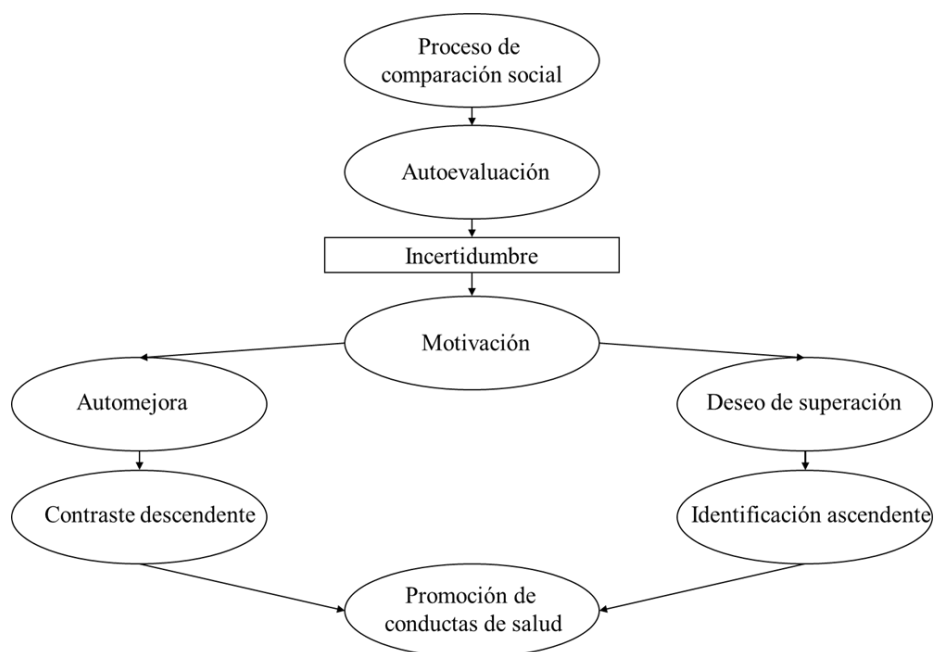 Proceso de
comparación social
Autoevaluación
Incertidumbre
Motivación
Automejora
Deseo de superación
Contraste descendente
Identificación ascendente
Promoción de
conductas de salud